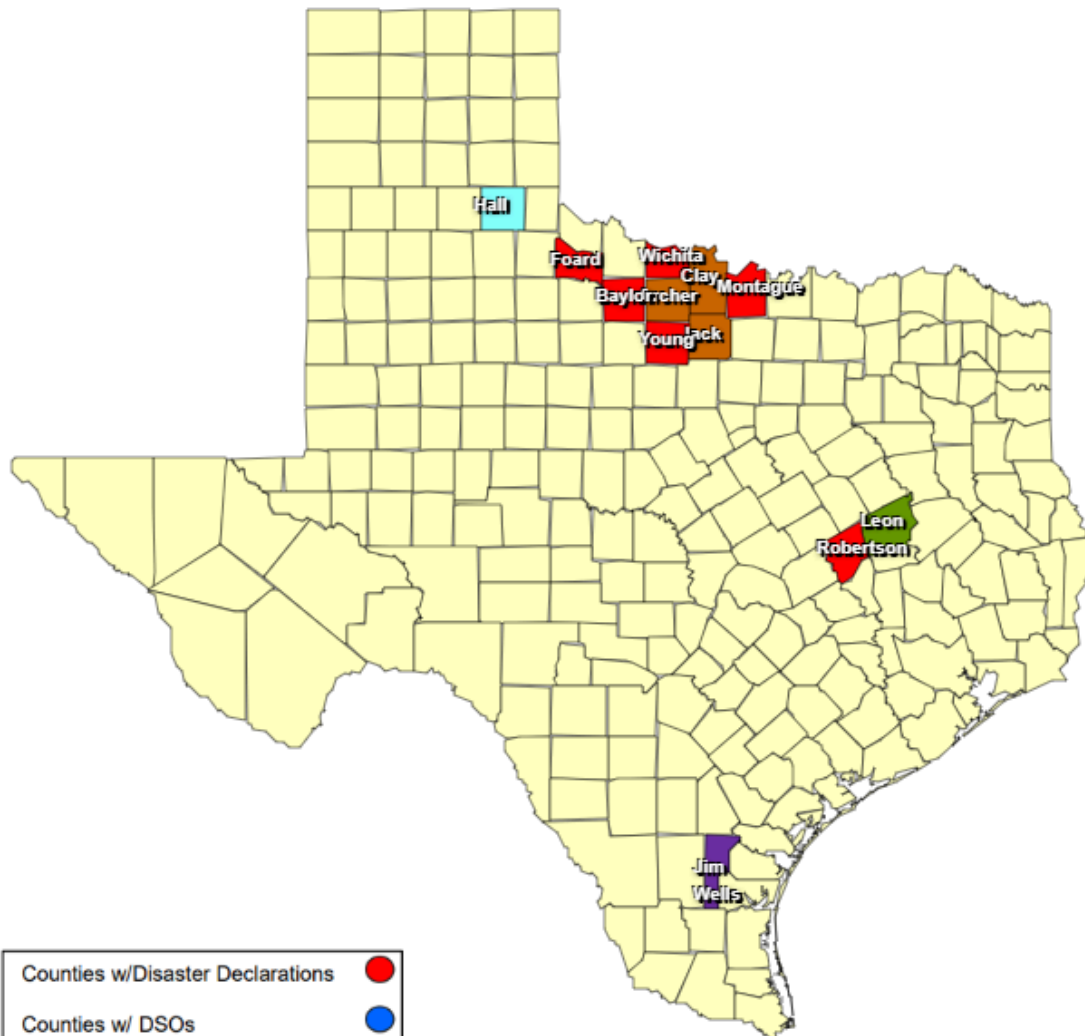 Hall
Foard
Wichita
Clay
Montague
Young
Leon
Robertson
Jim
Wells
Counties w/Disaster Declarations
Counties w/ DSOs